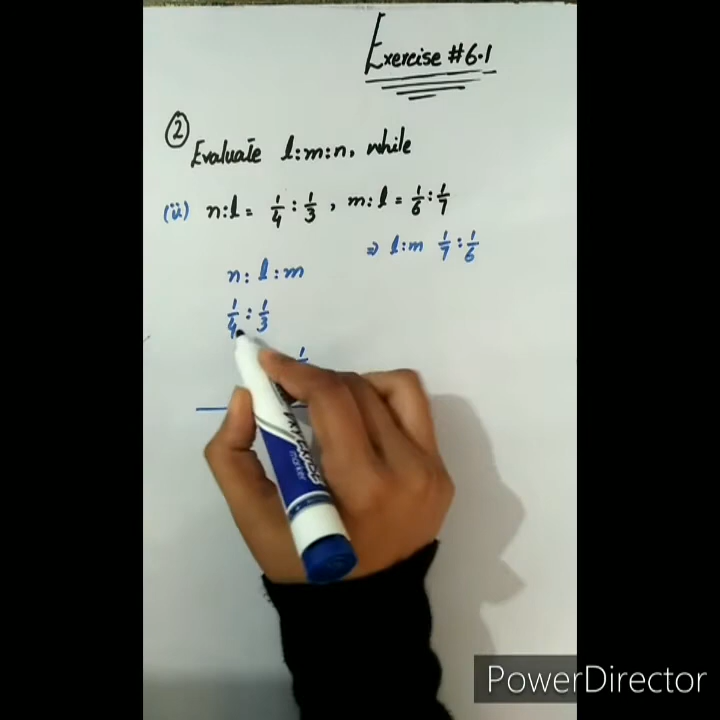 Exercise #6.1
② Evaluate l:m:n, while
(ii) n:l = 1/4 : 1/3 , m:l = 1/6 : 1/7
⇒ l:m 1/7 : 1/6
n : l : m
1/4 : 1/3
marker
PowerDirector